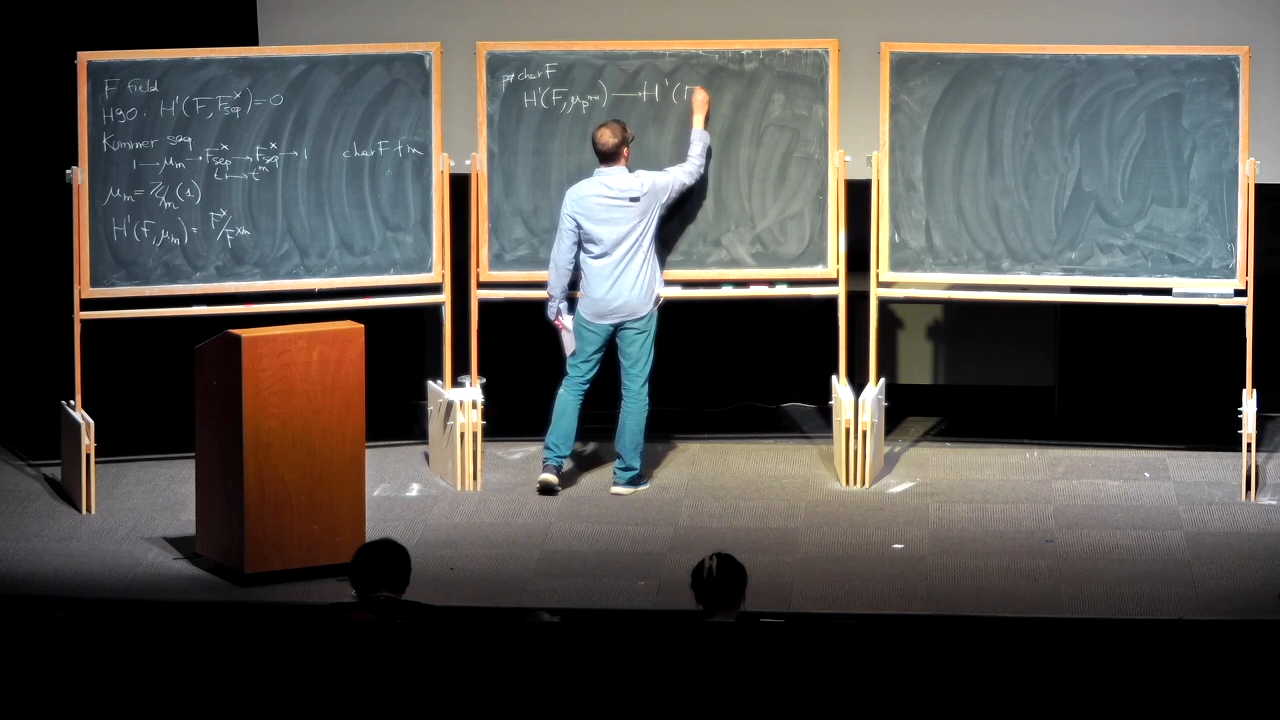 F field
H90. H¹(F, F_sep^×) = 0
Kummer seq
1 → μ_m → F_sep^× → F_sep^× → 1 char F ∤ m
t ↦ t^m
μ_m = ℤ/m(1)
H¹(F, μ_m) = F^×/F^×m
p ≠ char F
H¹(F, μ_p^n+1) → H¹(F